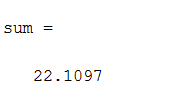 sum =
22.1097